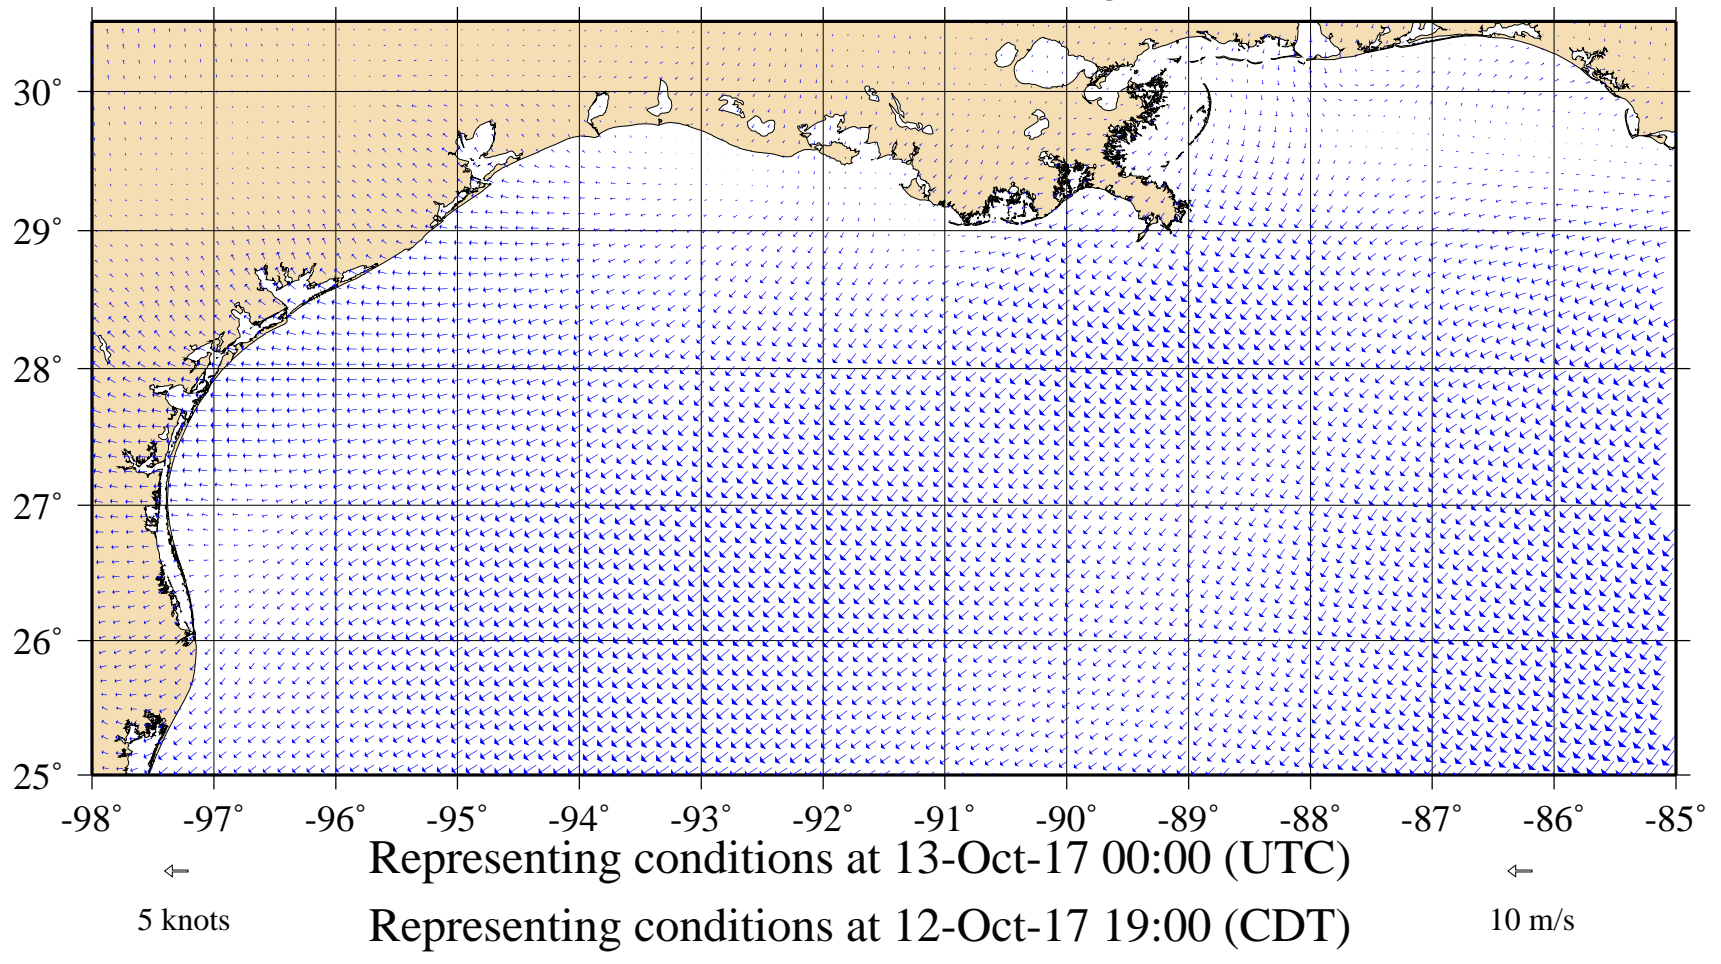 30°
29°
28°
27°
26°
25°
-98° -97° -96° -95° -94° -93° -92° -91° -90° -89° -88° -87° -86° -85°
Representing conditions at 13-Oct-17 00:00 (UTC)
5 knots
Representing conditions at 12-Oct-17 19:00 (CDT)
10 m/s